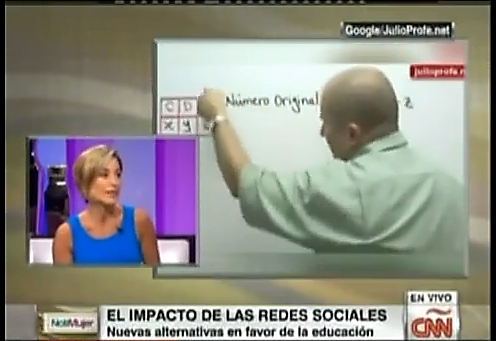 Google/JulioProfe.net
julioprofe.n
Número Original
z
C D
X y
EL IMPACTO DE LAS REDES SOCIALES
Nuevas alternativas en favor de la educación
NotiMujer
EN VIVO
CNN
ñ